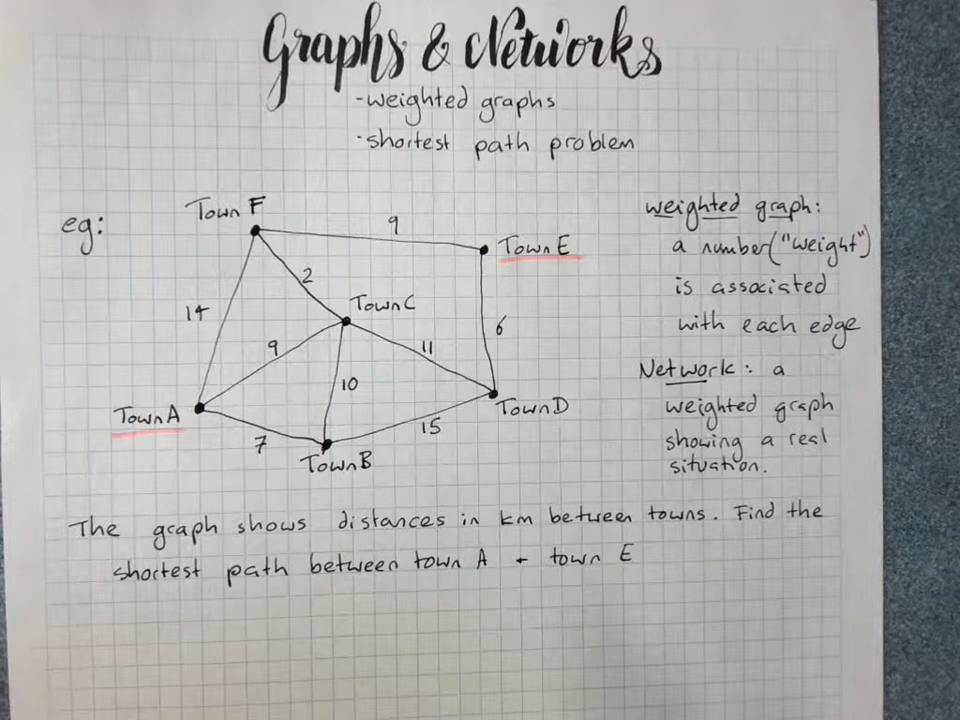 Graphs & Networks
-weighted graphs
-shortest path problem
eg:
Town F
9
Town E
2
14
Town C
9
11
6
10
Town A
Town D
7
15
Town B
weighted graph:
a number("weight")
is associated
with each edge
Network: a
weighted graph
showing a real
situation.
The graph shows distances in km between towns. Find the
shortest path between town A + town E